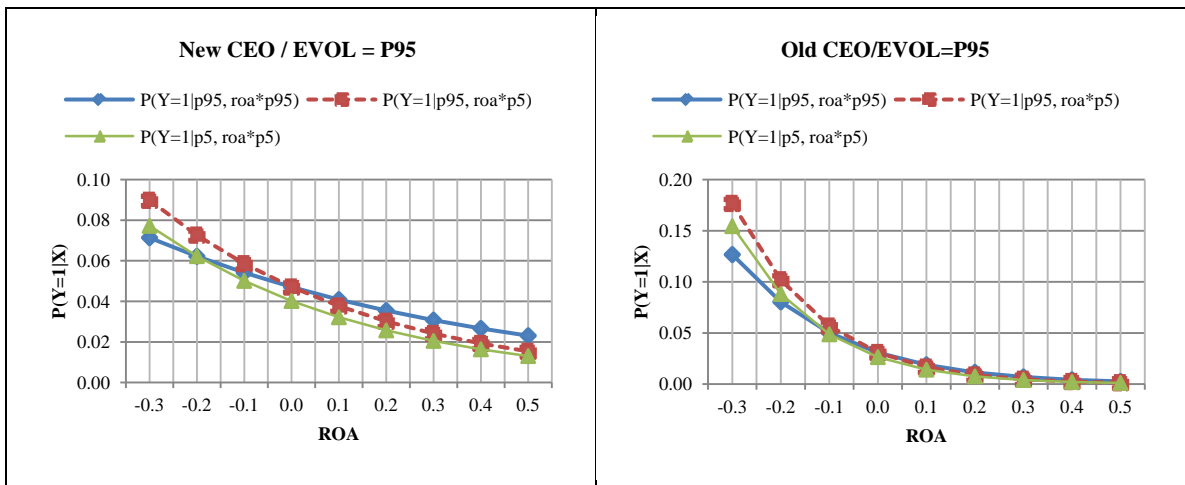 New CEO / EVOL = P95
P(Y=1|p95, roa*p95)
P(Y=1|p95, roa*p5)
P(Y=1|p5, roa*p5)
P(Y=1|X)
0.10
0.08
0.06
0.04
0.02
0.00
-0.3 -0.2 -0.1 0.0 0.1 0.2 0.3 0.4 0.5
ROA
Old CEO/EVOL=P95
P(Y=1|p95, roa*p95)
P(Y=1|p95, roa*p5)
P(Y=1|p5, roa*p5)
P(Y=1|X)
0.20
0.15
0.10
0.05
0.00
-0.3 -0.2 -0.1 0.0 0.1 0.2 0.3 0.4 0.5
ROA